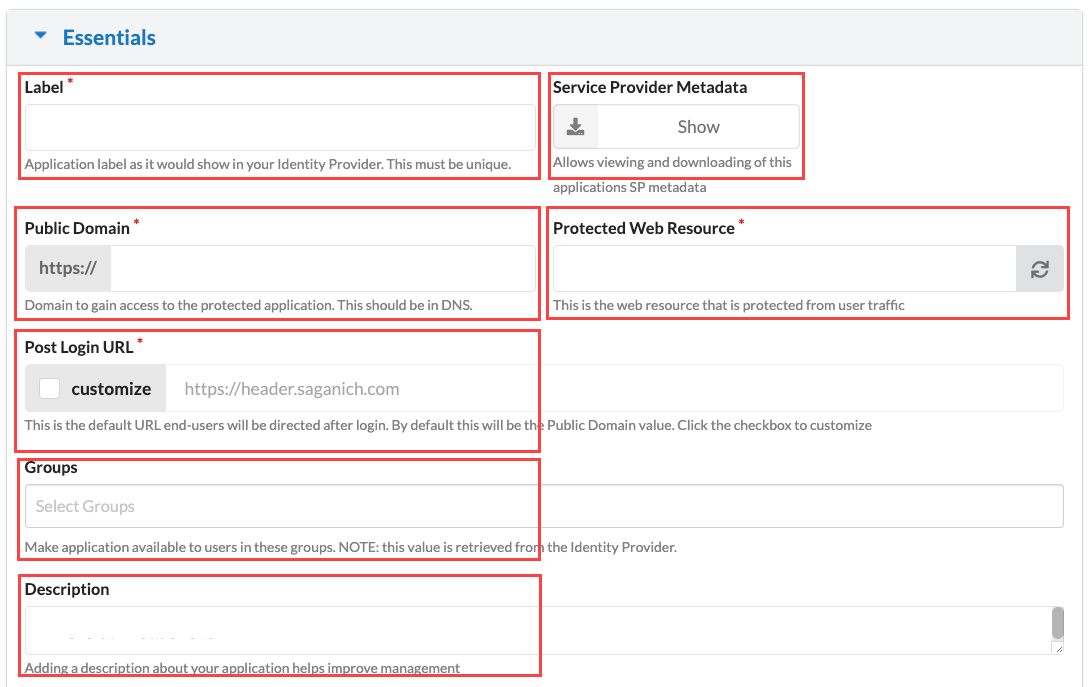 Essentials
Label *
Application label as it would show in your Identity Provider. This must be unique.
Service Provider Metadata
Show
Allows viewing and downloading of this
applications SP metadata
Public Domain *
https://
Domain to gain access to the protected application. This should be in DNS.
Protected Web Resource *
This is the web resource that is protected from user traffic
Post Login URL *
customize
https://header.saganich.com
This is the default URL end-users will be directed after login. By default this will be the Public Domain value. Click the checkbox to customize
Groups
Select Groups
Make application available to users in these groups. NOTE: this value is retrieved from the Identity Provider.
Description
Adding a description about your application helps improve management